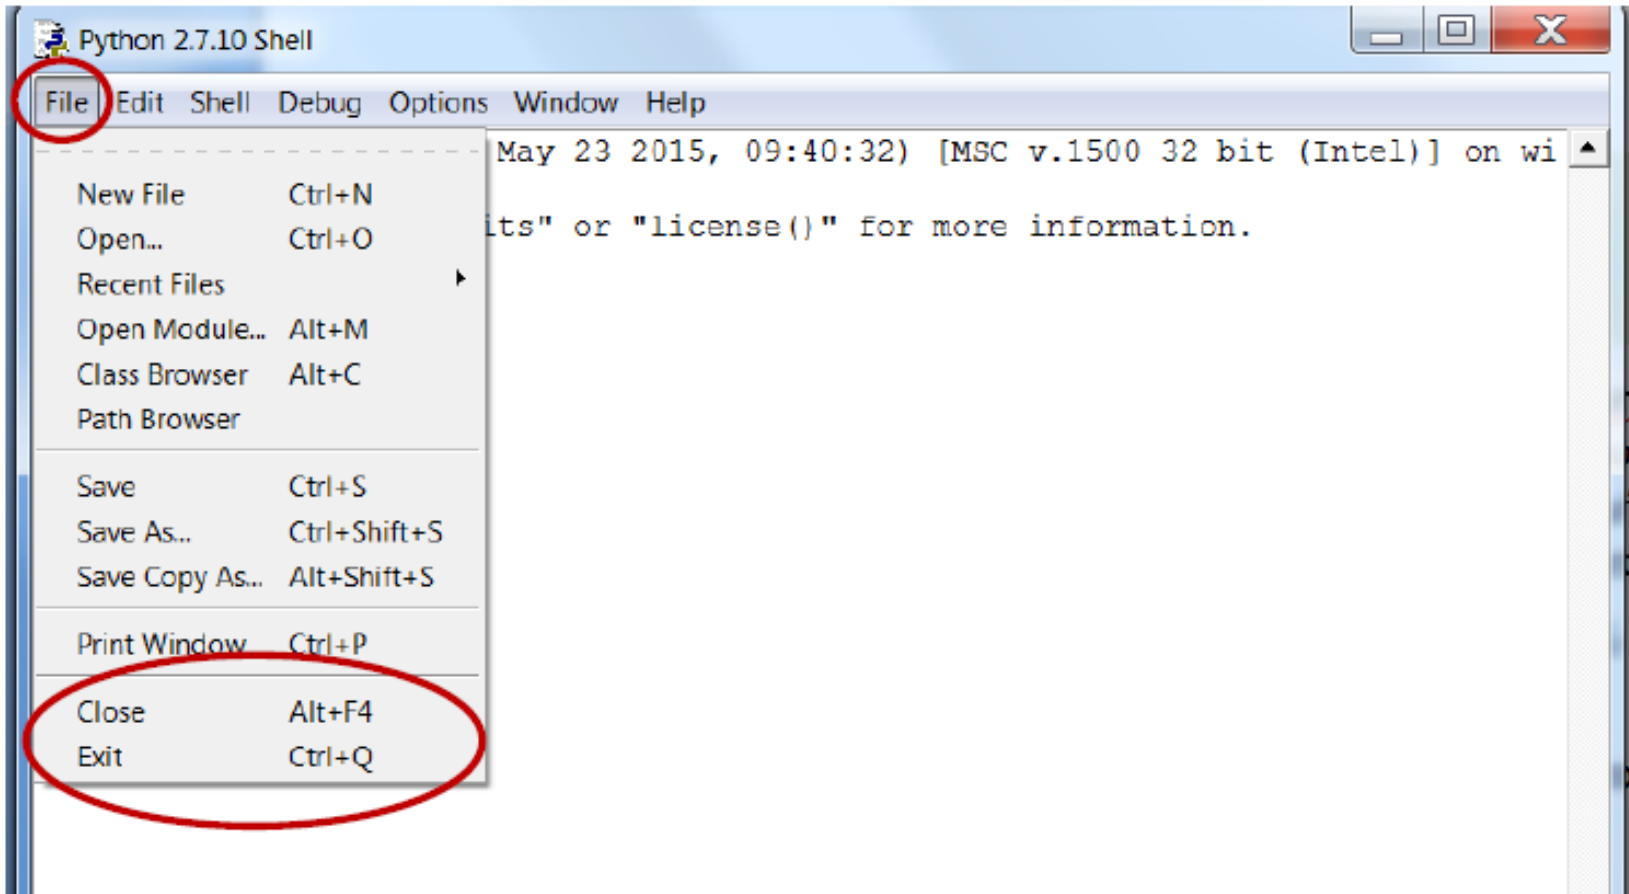 Python 2.7.10 Shell
File Edit Shell Debug Options Window Help
May 23 2015, 09:40:32) [MSC v.1500 32 bit (Intel)] on wi
its" or "license()" for more information.
New File Ctrl+N
Open... Ctrl+O
Recent Files
Open Module... Alt+M
Class Browser Alt+C
Path Browser
Save Ctrl+S
Save As... Ctrl+Shift+S
Save Copy As... Alt+Shift+S
Print Window Ctrl+P
Close Alt+F4
Exit Ctrl+Q